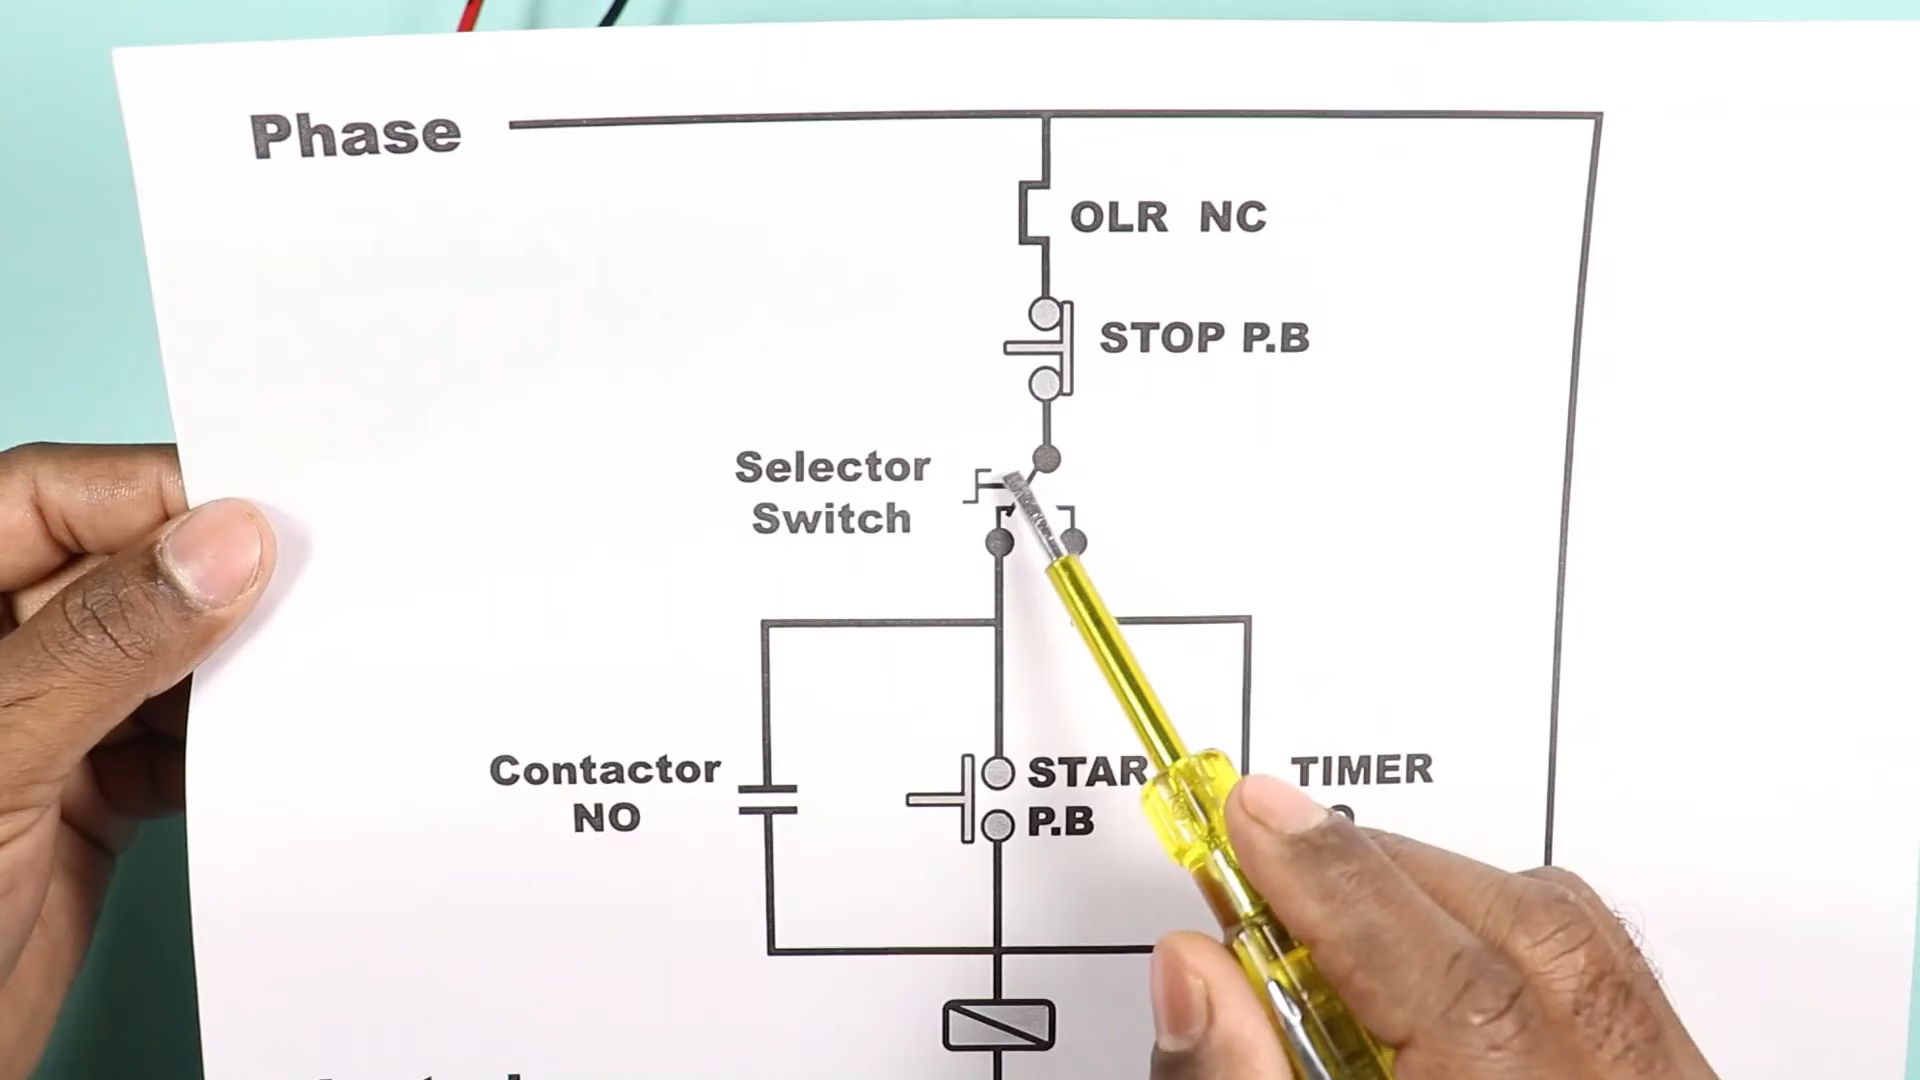 Phase
OLR NC
STOP P.B
Selector
Switch
Contactor
NO
STAR
P.B
TIMER